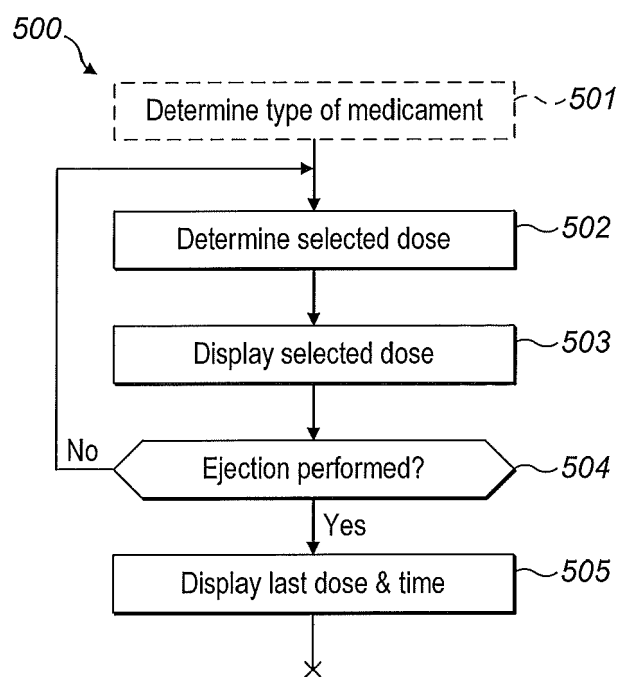 500
Determine type of medicament 501
Determine selected dose 502
Display selected dose 503
No
Ejection performed? 504
Yes
Display last dose & time 505